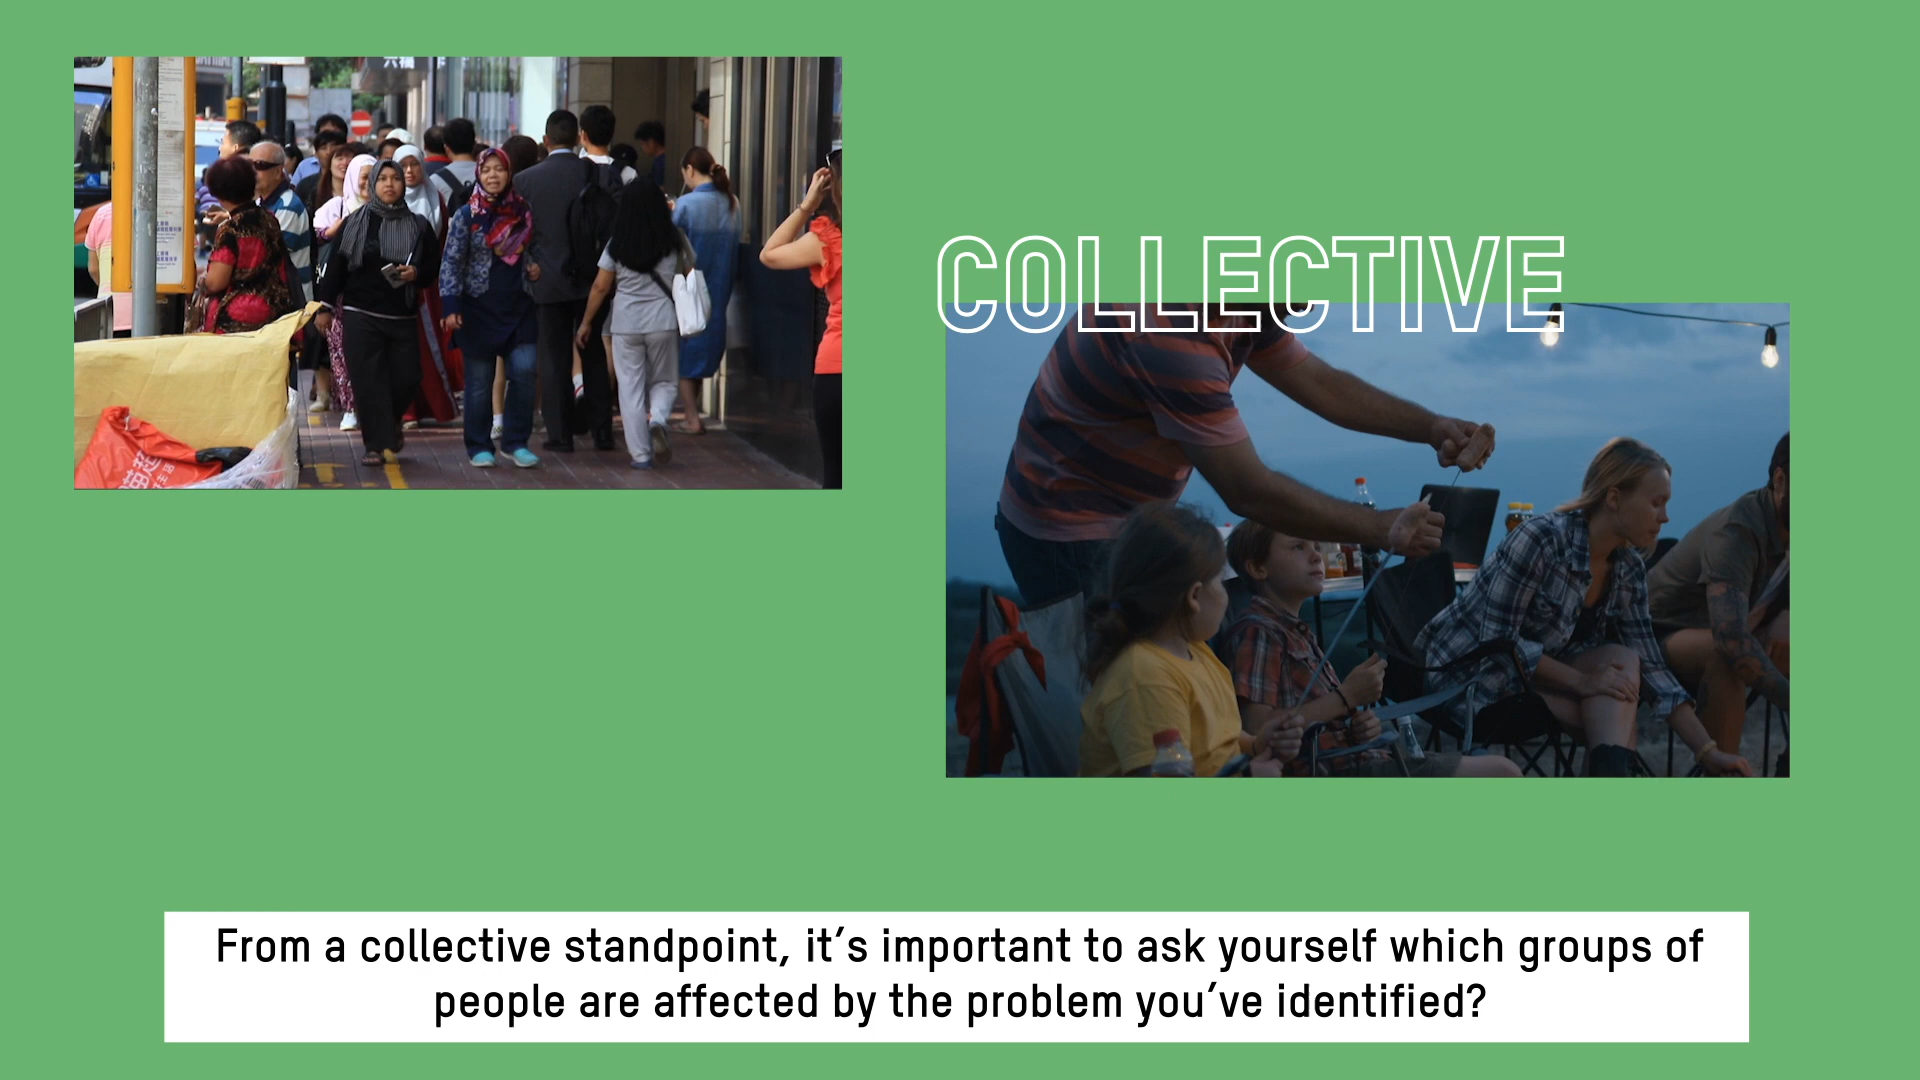 COLLECTIVE
From a collective standpoint, it's important to ask yourself which groups of
people are affected by the problem you've identified?